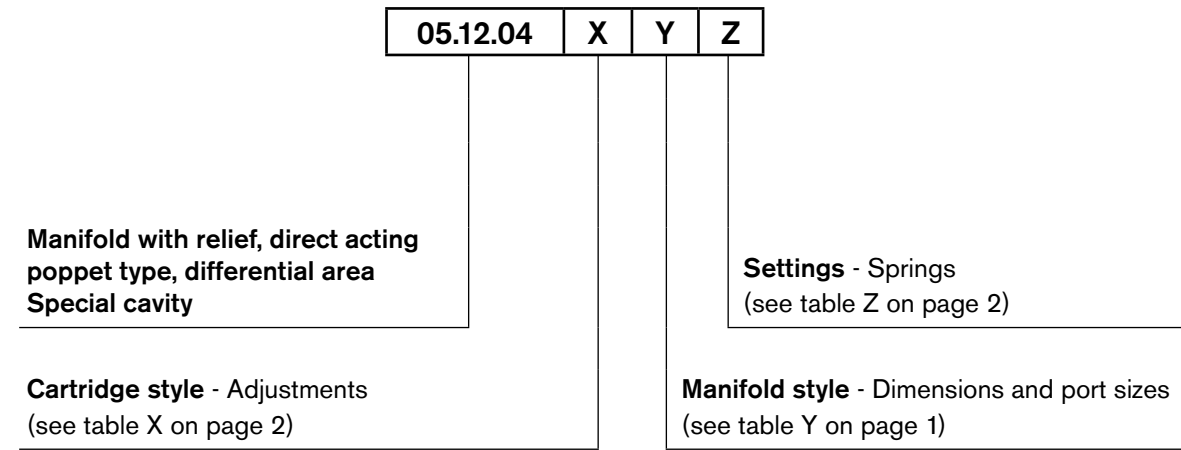 05.12.04 X Y Z
Manifold with relief, direct acting
poppet type, differential area
Special cavity
Settings - Springs
(see table Z on page 2)
Cartridge style - Adjustments
(see table X on page 2)
Manifold style - Dimensions and port sizes
(see table Y on page 1)